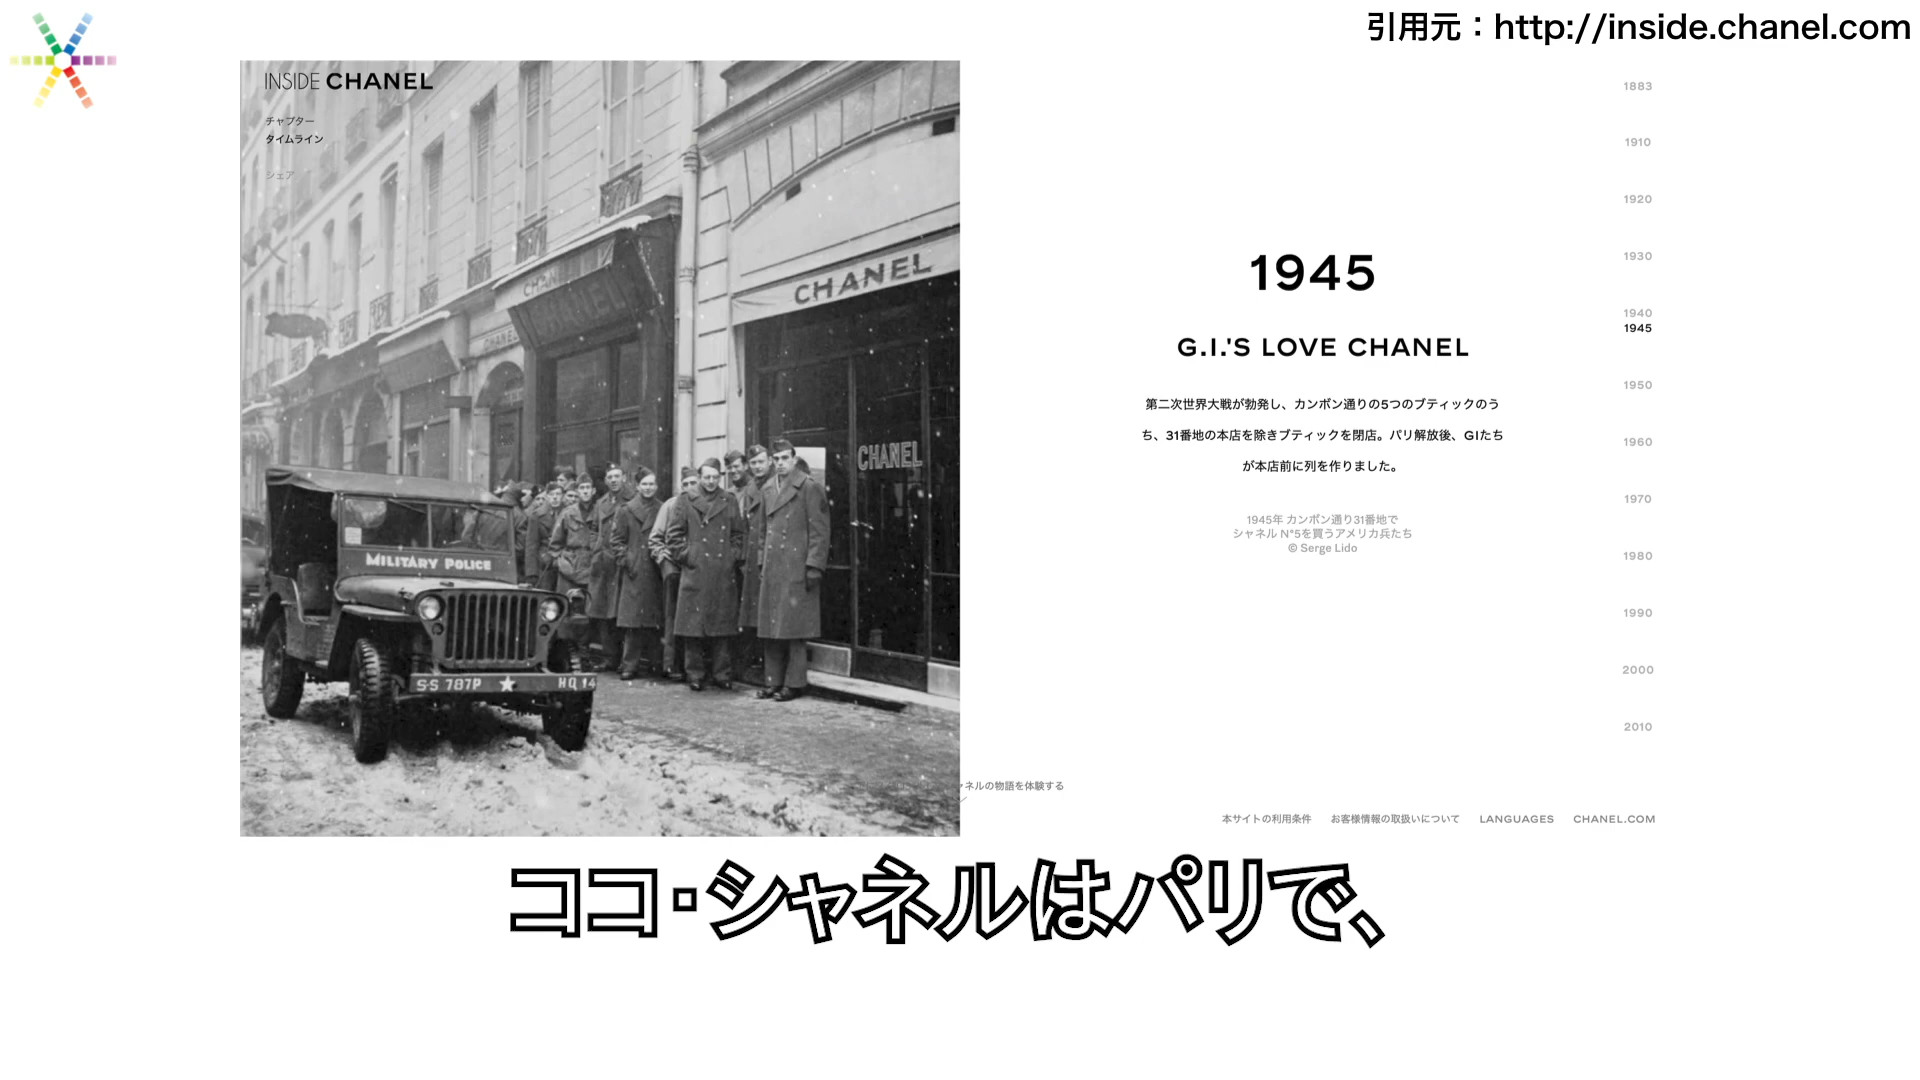 引用元：http://inside.chanel.com
INSIDE CHANEL
チャプター
タイムライン
シェア
CHANEL
CHANEL
CHANEL
CHANEL
MILITARY POLICE
S-S 787P ★ HQ 14
1945
G.I.'S LOVE CHANEL
第二次世界大戦が勃発し、カンボン通りの5つのブティックのう
ち、31番地の本店を除きブティックを閉店。パリ解放後、GIたち
が本店前に列を作りました。
1945年 カンボン通り31番地で
シャネル N°5を買うアメリカ兵たち
© Serge Lido
1883
1910
1920
1930
1940
1945
1950
1960
1970
1980
1990
2000
2010
ネルの物語を体験する
本サイトの利用条件 お客様情報の取扱いについて LANGUAGES CHANEL.COM
ココ・シャネルはパリで、